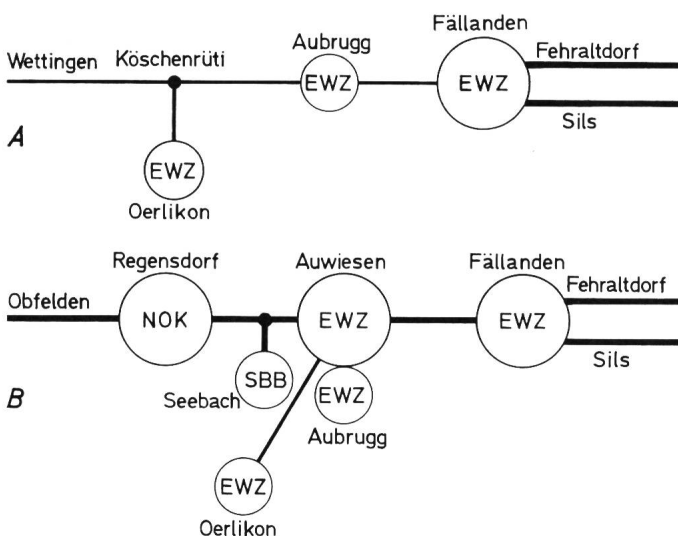 Fällanden
Aubrugg
Wettingen Köschenrüti EWZ EWZ Fehraltdorf
Sils
A
EWZ
Oerlikon
Regensdorf Auwiesen Fällanden
Obfelden NOK EWZ EWZ Fehraltdorf
Sils
SBB
Seebach EWZ
B
Aubrugg
EWZ
Oerlikon